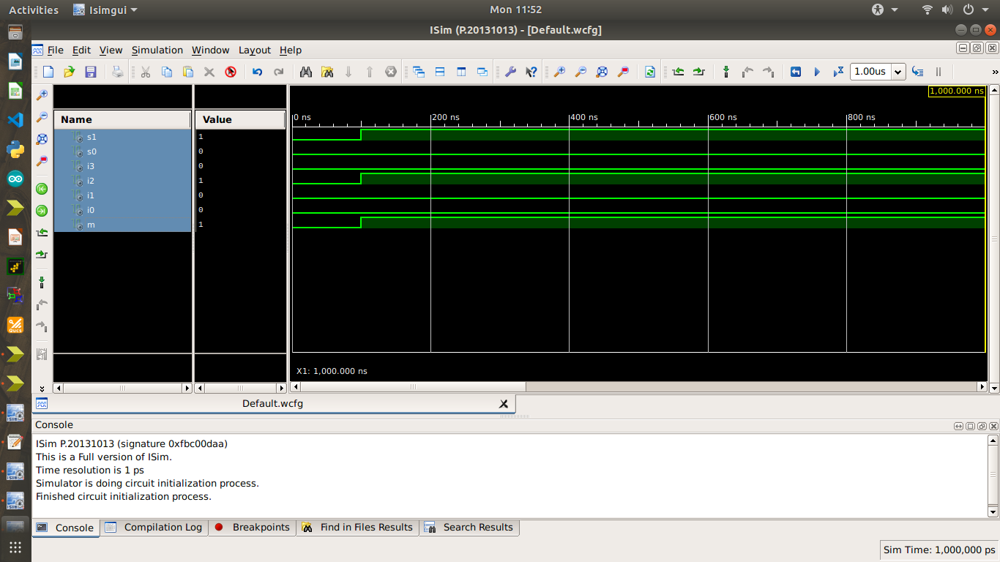 Activities Isimgui Mon 11:52
ISim (P.20131013) - [Default.wcfg]
File Edit View Simulation Window Layout Help
1.00us »
1,000.000 ns
Name Value
0 ns 200 ns 400 ns 600 ns 800 ns
s1 1
s0 0
i3 0
i2 1
i1 0
i0 0
m 1
X1: 1,000.000 ns
Default.wcfg
Console
ISim P.20131013 (signature 0xfbc00daa)
This is a Full version of ISim.
Time resolution is 1 ps
Simulator is doing circuit initialization process.
Finished circuit initialization process.
Console Compilation Log Breakpoints Find in Files Results Search Results
Sim Time: 1,000,000 ps